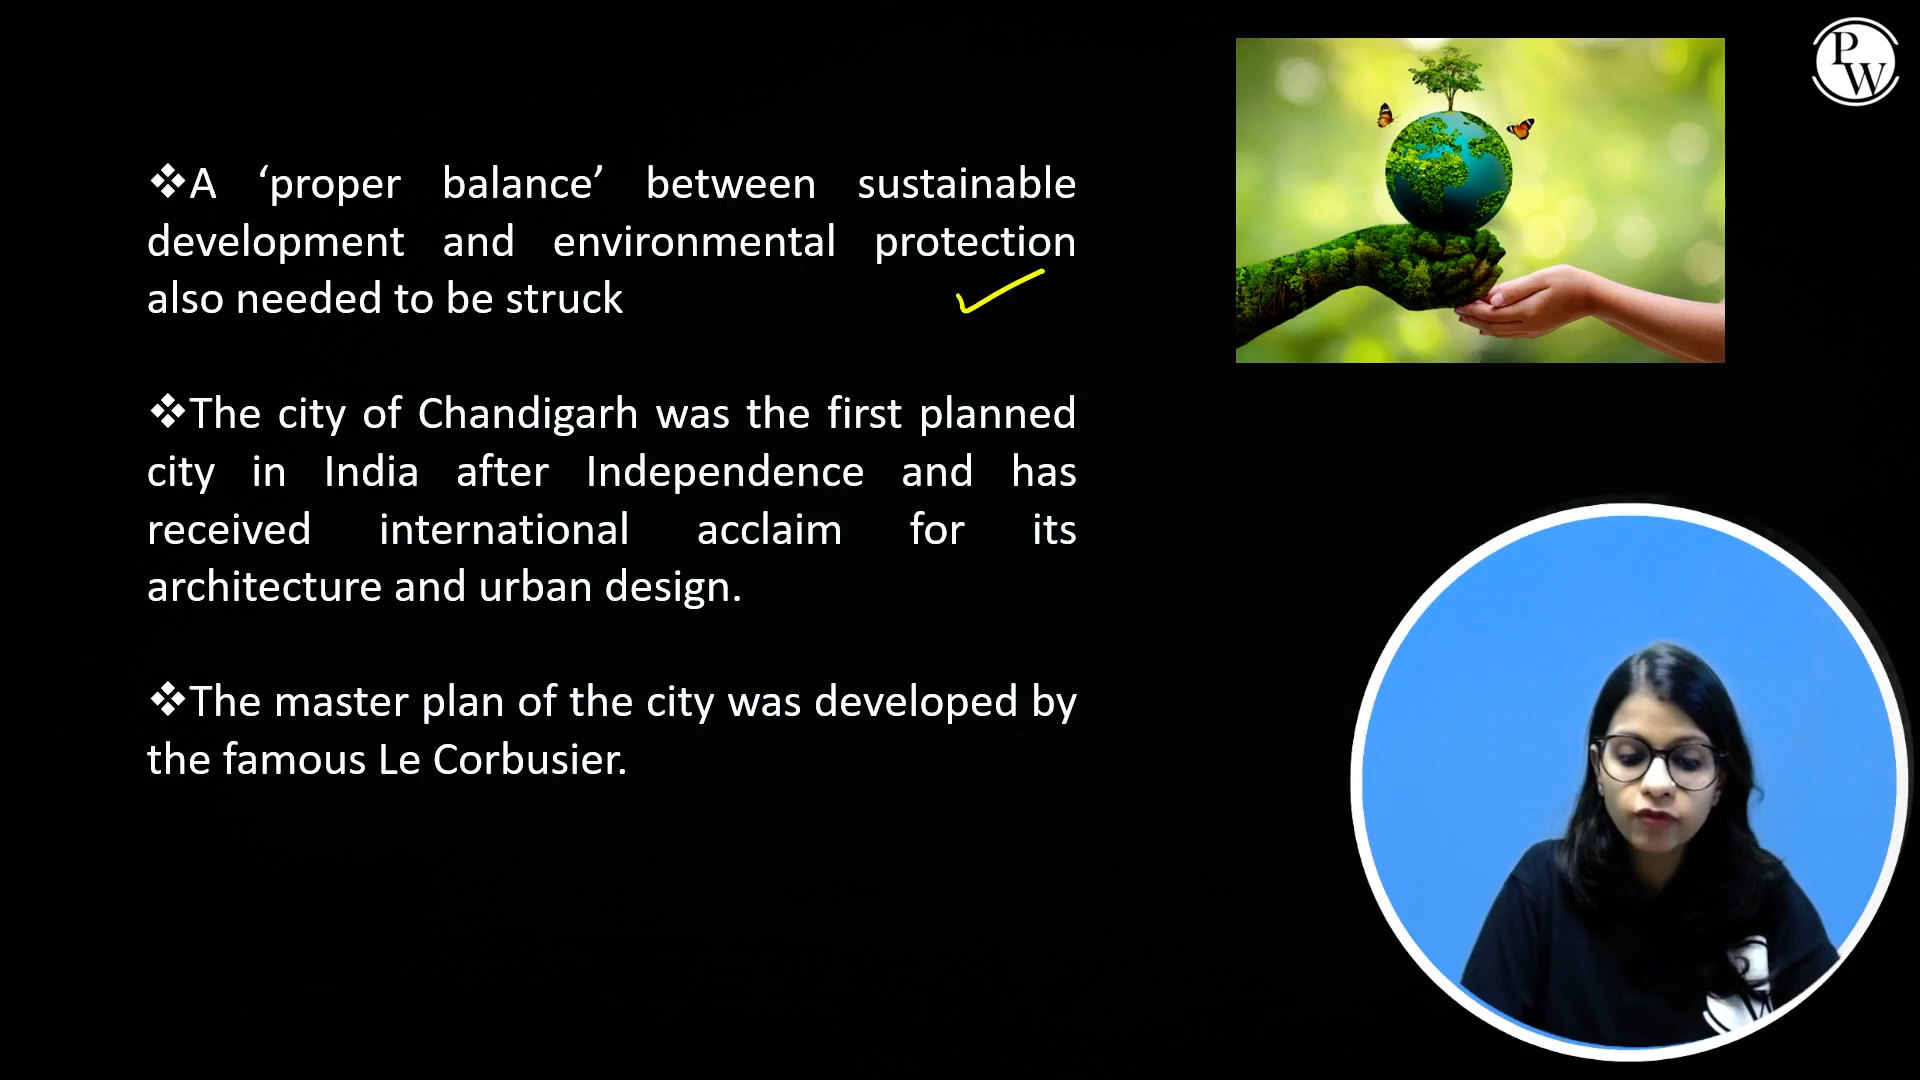 PW
❖A ‘proper balance’ between sustainable
development and environmental protection
also needed to be struck
❖The city of Chandigarh was the first planned
city in India after Independence and has
received international acclaim for its
architecture and urban design.
❖The master plan of the city was developed by
the famous Le Corbusier.